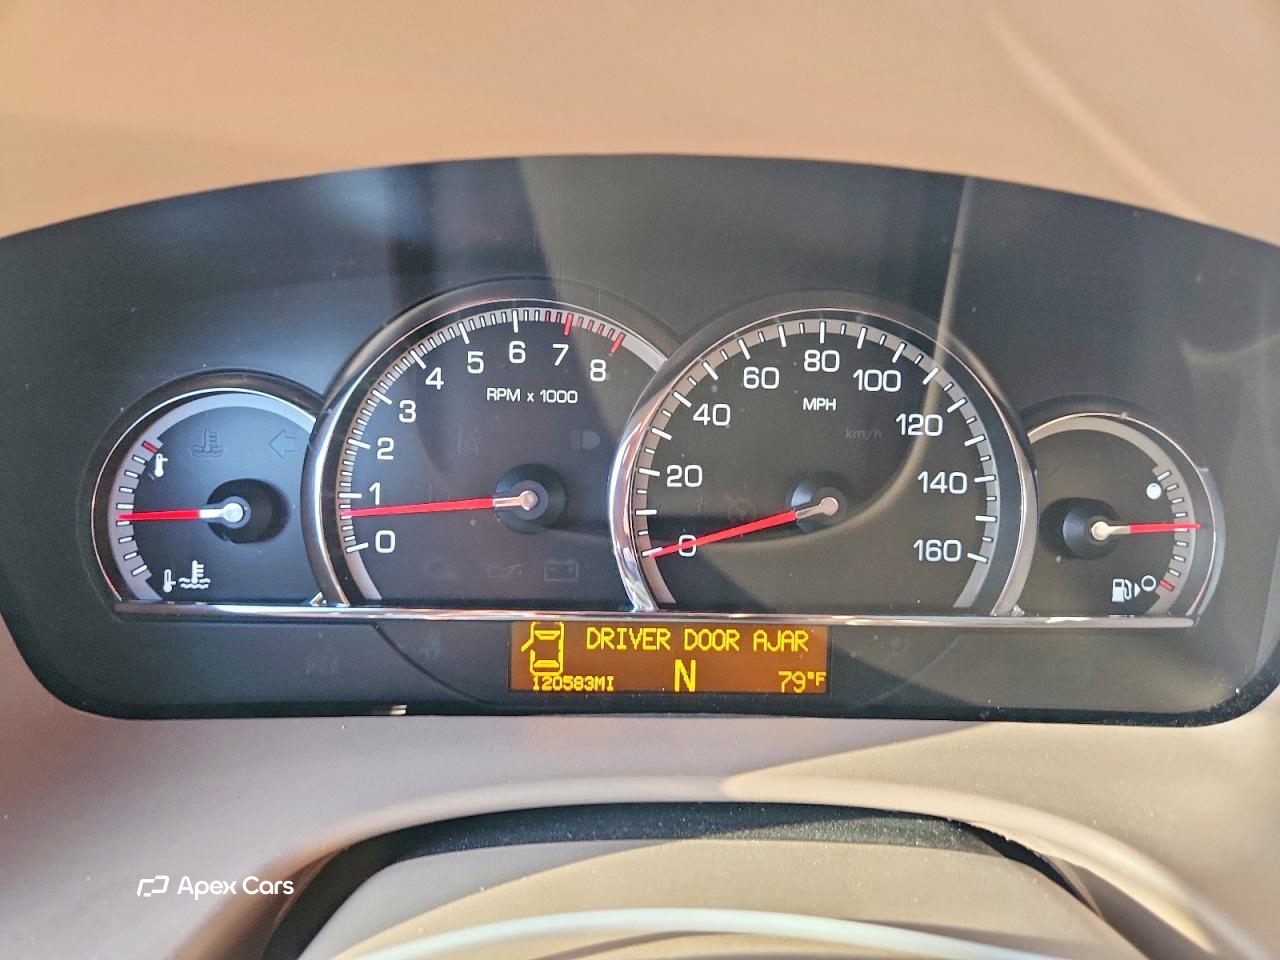 0 1 2 3 4 5 6 7 8
RPM x 1000
0 20 40 60 80 100 120 140 160
MPH
km/h
DRIVER DOOR AJAR
120583MI N 79°F
Apex Cars